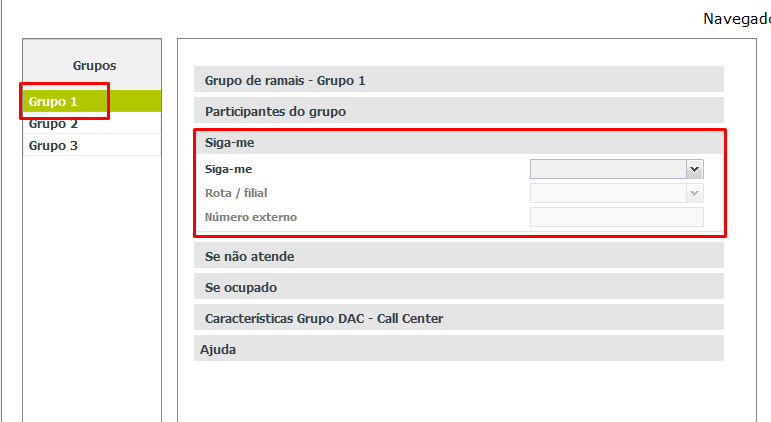 Navegado
Grupos
Grupo 1
Grupo 2
Grupo 3
Grupo de ramais - Grupo 1
Participantes do grupo
Siga-me
Siga-me
Rota / filial
Número externo
Se não atende
Se ocupado
Características Grupo DAC - Call Center
Ajuda